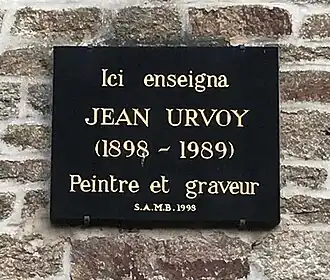 Ici enseigna
JEAN URVOY
(1898 ~ 1989)
Peintre et graveur
S.A.M.B. 1998